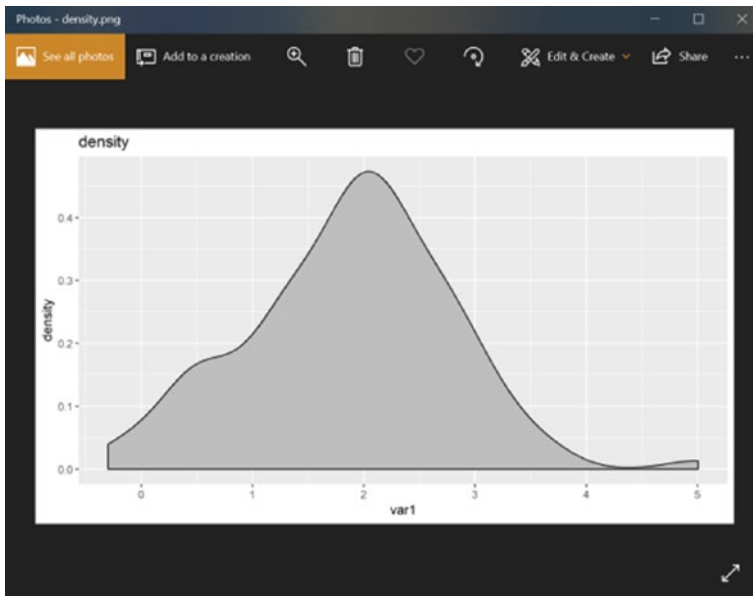 Photos - density.png
See all photos Add to a creation Edit & Create Share
density
0.4
0.3
0.2
0.1
0.0
density
0 1 2 3 4 5
var1